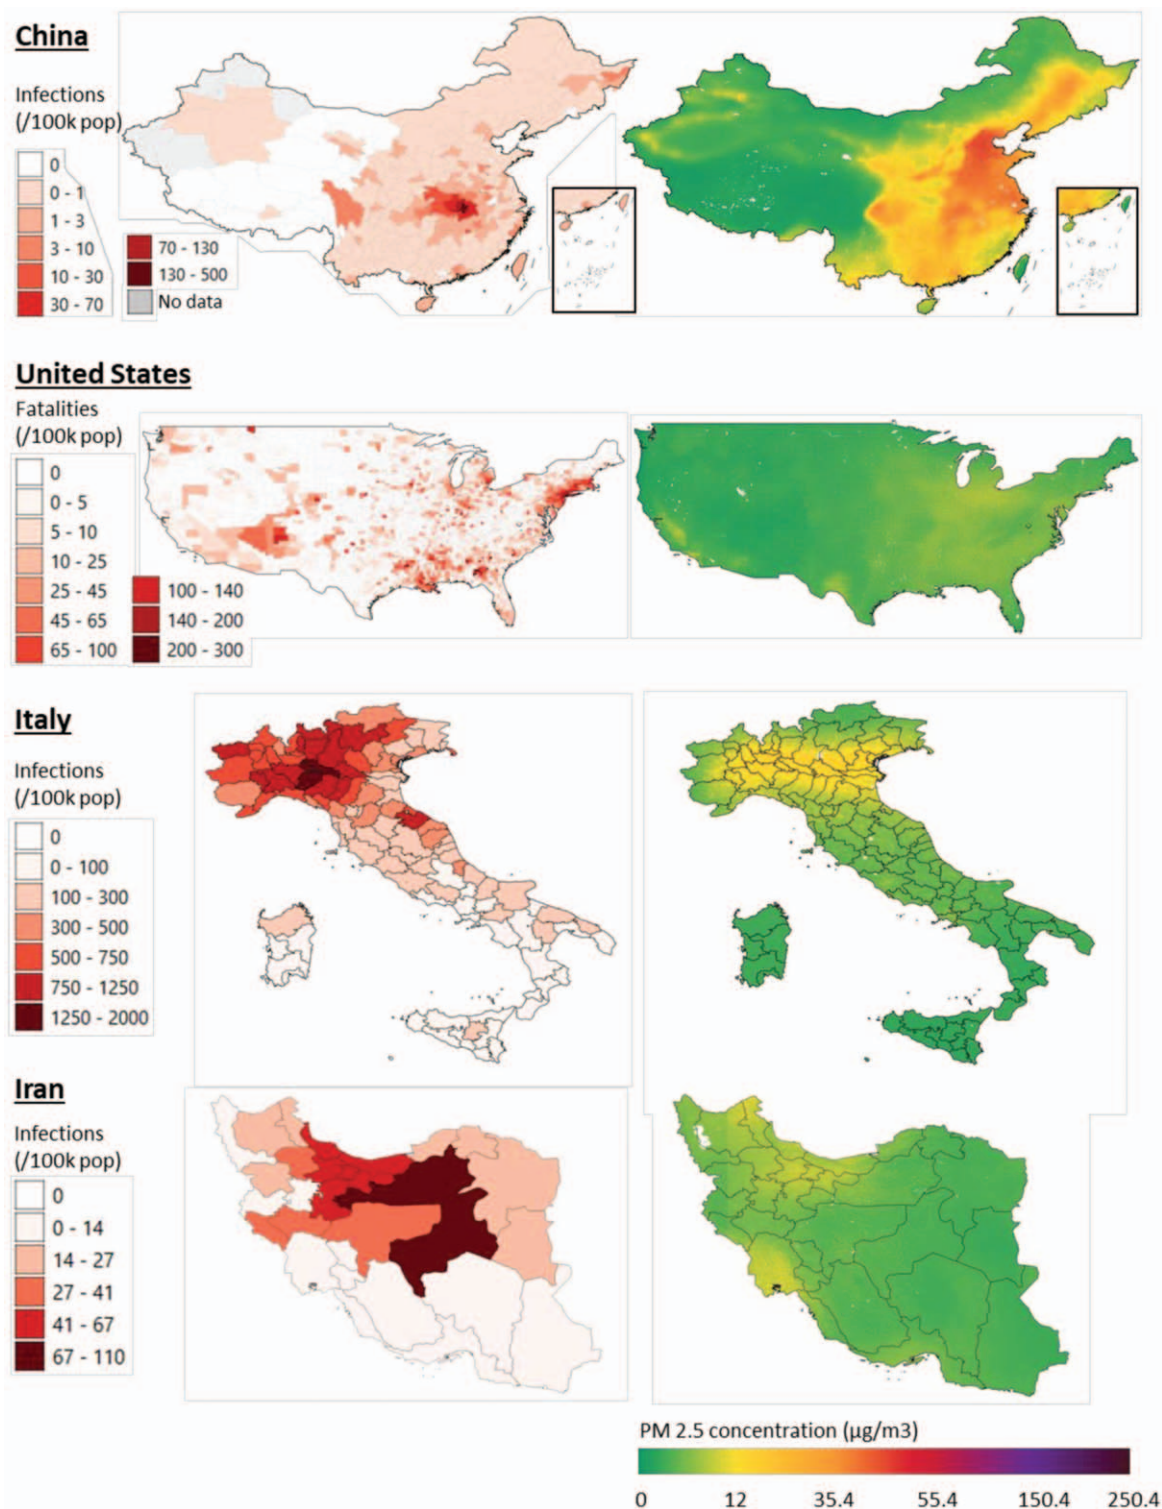 China
Infections
(/100k pop)
0
0 - 1
1 - 3
3 - 10
10 - 30
30 - 70
70 - 130
130 - 500
No data
United States
Fatalities
(/100k pop)
0
0 - 5
5 - 10
10 - 25
25 - 45
45 - 65
65 - 100
100 - 140
140 - 200
200 - 300
Italy
Infections
(/100k pop)
0
0 - 100
100 - 300
300 - 500
500 - 750
750 - 1250
1250 - 2000
Iran
Infections
(/100k pop)
0
0 - 14
14 - 27
27 - 41
41 - 67
67 - 110
PM 2.5 concentration (µg/m3)
0 12 35.4 55.4 150.4 250.4